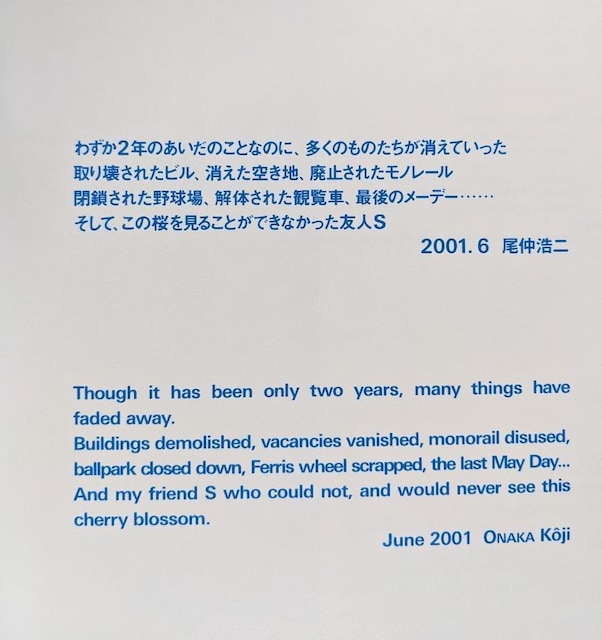 わずか2年のあいだのことなのに、多くのものたちが消えていった
取り壊されたビル、消えた空き地、廃止されたモノレール
閉鎖された野球場、解体された観覧車、最後のメーデー……
そして、この桜を見ることができなかった友人S
2001. 6 尾仲浩二
Though it has been only two years, many things have
faded away.
Buildings demolished, vacancies vanished, monorail disused,
ballpark closed down, Ferris wheel scrapped, the last May Day...
And my friend S who could not, and would never see this
cherry blossom.
June 2001 ONAKA Kôji